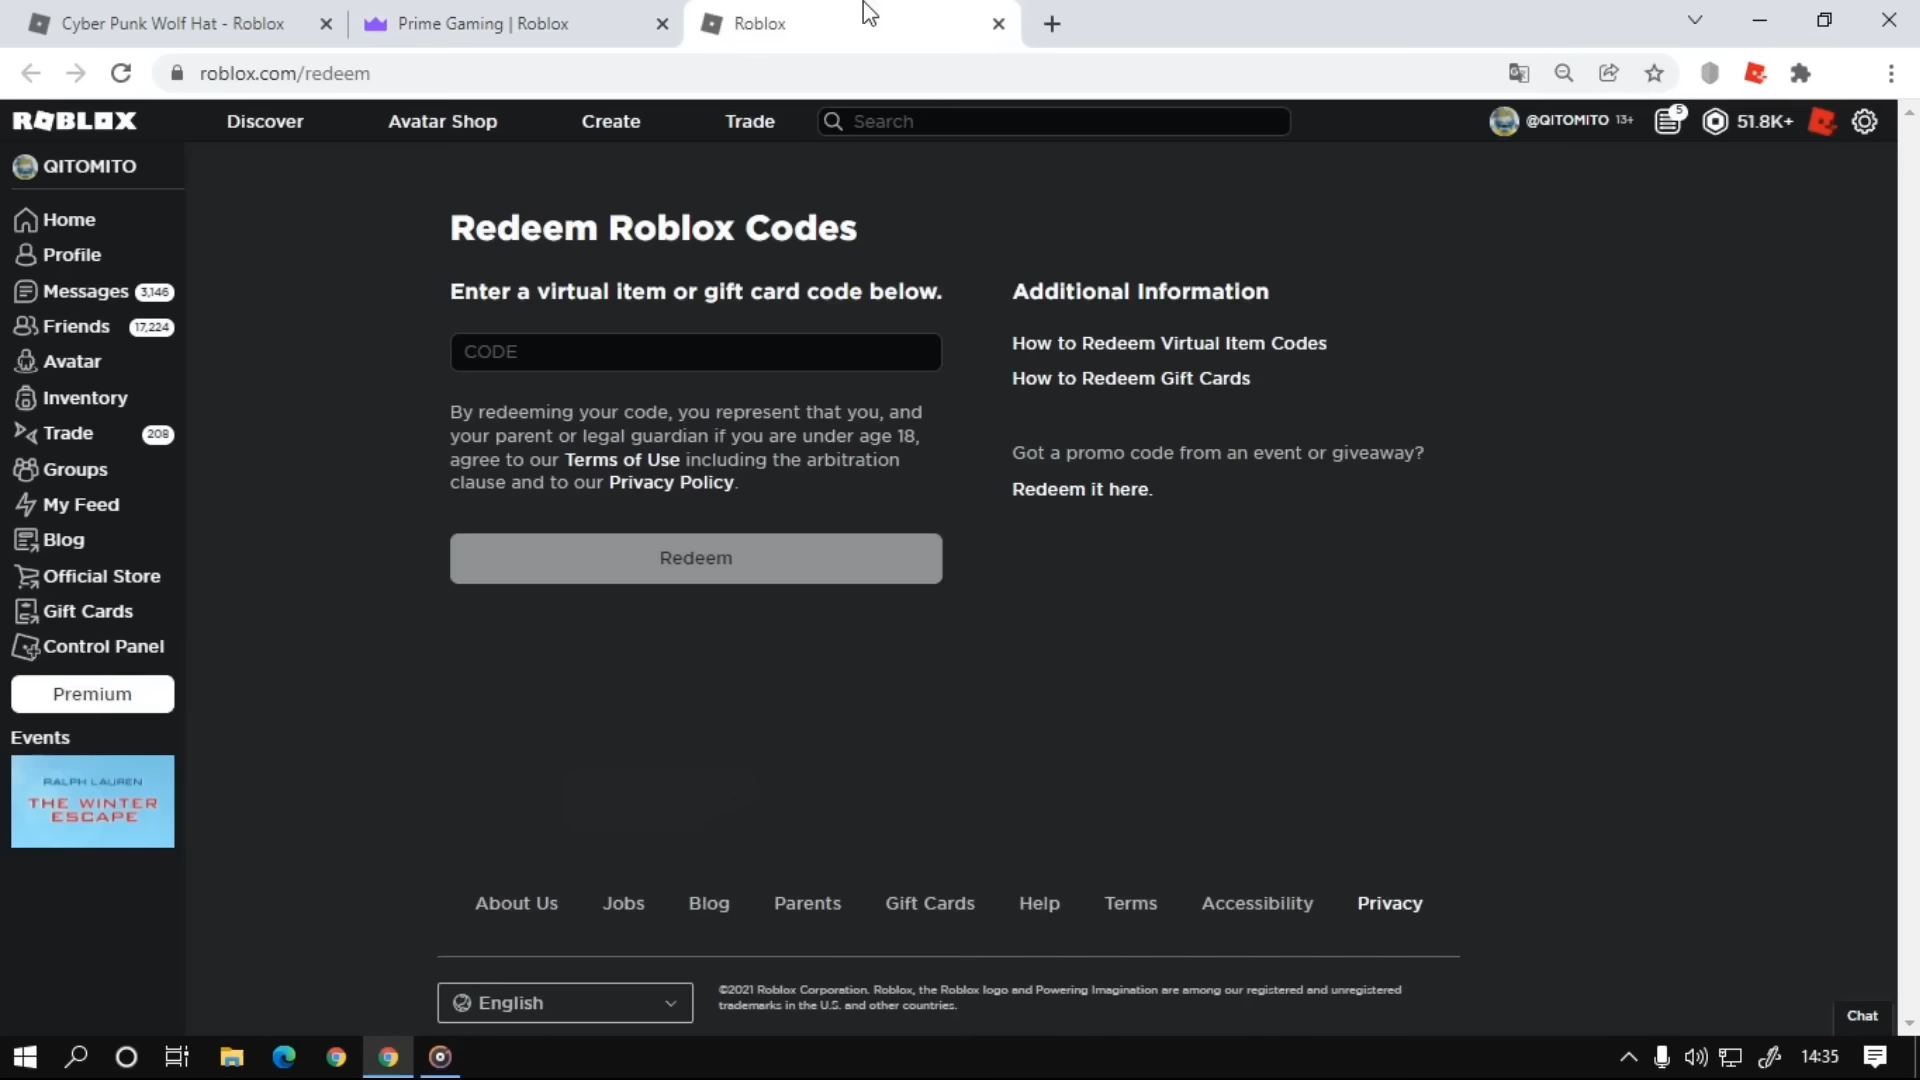 Cyber Punk Wolf Hat - Roblox
Prime Gaming | Roblox
Roblox
roblox.com/redeem
ROBLOX
Discover
Avatar Shop
Create
Trade
Search
@QITOMITO 13+
5
51.8K+
QITOMITO
Home
Profile
Messages 3,146
Friends 17,224
Avatar
Inventory
Trade 208
Groups
My Feed
Blog
Official Store
Gift Cards
Control Panel
Premium
Events
RALPH LAUREN
THE WINTER
ESCAPE
Redeem Roblox Codes
Enter a virtual item or gift card code below.
CODE
By redeeming your code, you represent that you, and
your parent or legal guardian if you are under age 18,
agree to our Terms of Use including the arbitration
clause and to our Privacy Policy.
Redeem
Additional Information
How to Redeem Virtual Item Codes
How to Redeem Gift Cards
Got a promo code from an event or giveaway?
Redeem it here.
About Us
Jobs
Blog
Parents
Gift Cards
Help
Terms
Accessibility
Privacy
English
©2021 Roblox Corporation. Roblox, the Roblox logo and Powering Imagination are among our registered and unregistered
trademarks in the U.S. and other countries.
Chat
14:35